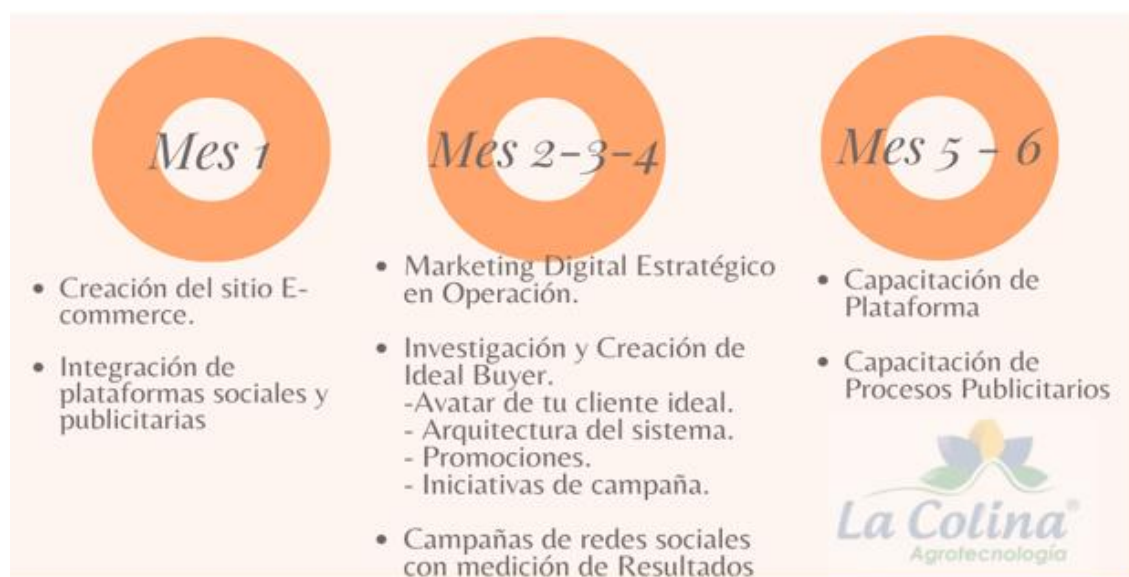 Mes 1
• Creación del sitio E-
commerce.
• Integración de
plataformas sociales y
publicitarias
Mes 2-3-4
• Marketing Digital Estratégico
en Operación.
• Investigación y Creación de
Ideal Buyer.
-Avatar de tu cliente ideal.
- Arquitectura del sistema.
- Promociones.
- Iniciativas de campaña.
• Campañas de redes sociales
con medición de Resultados
Mes 5 - 6
• Capacitación de
Plataforma
• Capacitación de
Procesos Publicitarios
La Colina®
Agrotecnología